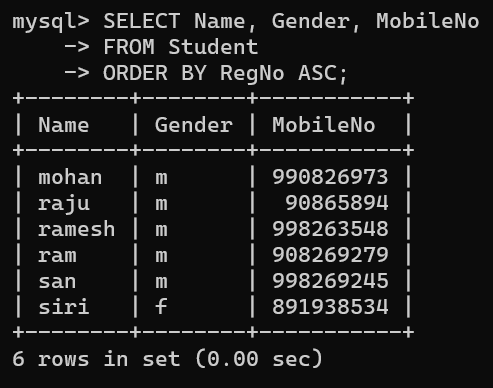 mysql> SELECT Name, Gender, MobileNo
    -> FROM Student
    -> ORDER BY RegNo ASC;
+--------+--------+-----------+
| Name   | Gender | MobileNo  |
+--------+--------+-----------+
| mohan  | m      | 990826973 |
| raju   | m      |  90865894 |
| ramesh | m      | 998263548 |
| ram    | m      | 908269279 |
| san    | m      | 998269245 |
| siri   | f      | 891938534 |
+--------+--------+-----------+
6 rows in set (0.00 sec)